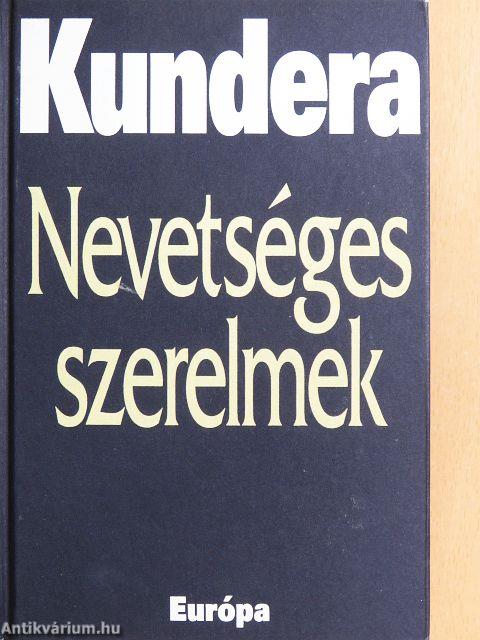 Kundera
Nevetséges
szerelmek
Európa
Antikvárium.hu